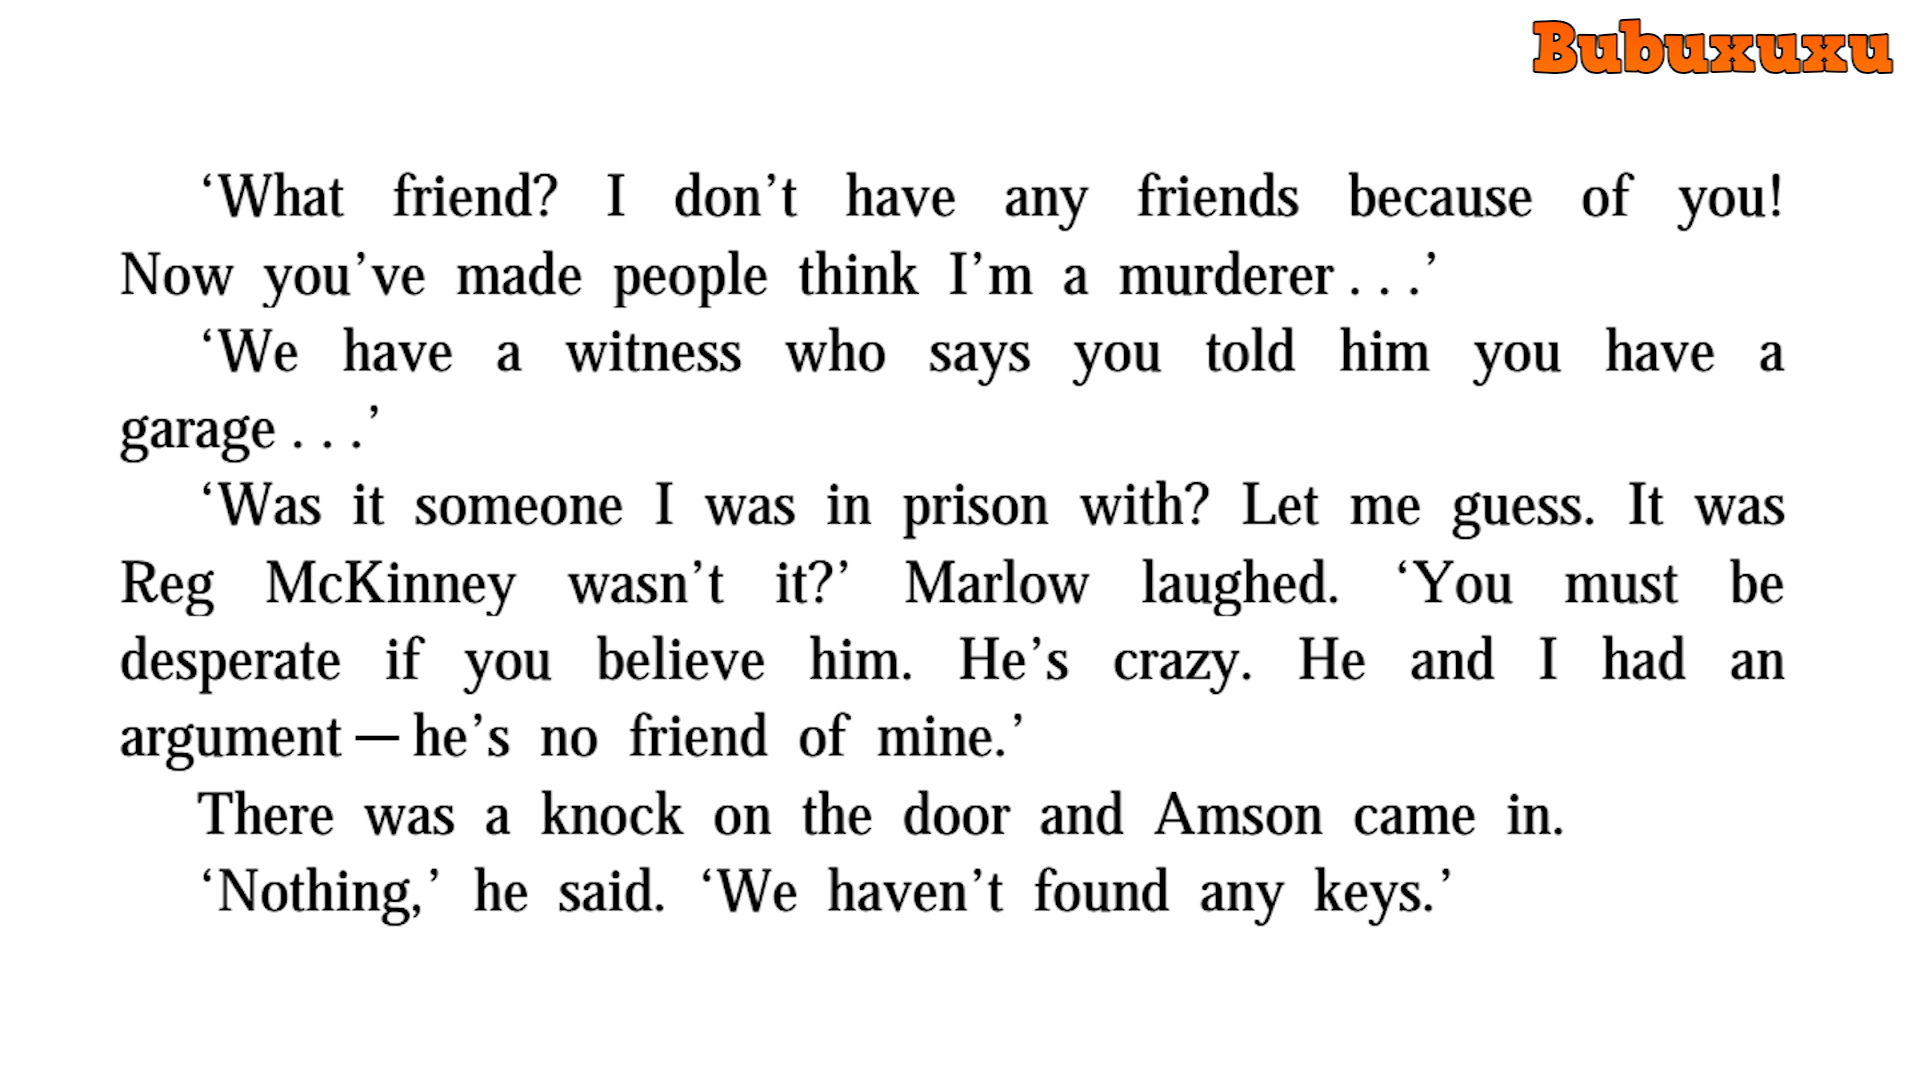 Bubuxuxu
‘What friend? I don’t have any friends because of you!
Now you’ve made people think I’m a murderer . . .’
‘We have a witness who says you told him you have a
garage . . .’
‘Was it someone I was in prison with? Let me guess. It was
Reg McKinney wasn’t it?’ Marlow laughed. ‘You must be
desperate if you believe him. He’s crazy. He and I had an
argument — he’s no friend of mine.’
There was a knock on the door and Amson came in.
‘Nothing,’ he said. ‘We haven’t found any keys.’